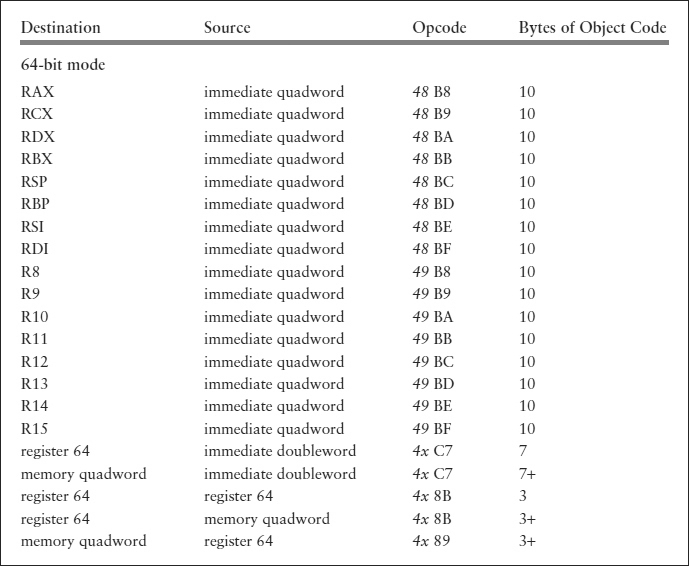 Destination Source Opcode Bytes of Object Code
64-bit mode
RAX immediate quadword 48 B8 10
RCX immediate quadword 48 B9 10
RDX immediate quadword 48 BA 10
RBX immediate quadword 48 BB 10
RSP immediate quadword 48 BC 10
RBP immediate quadword 48 BD 10
RSI immediate quadword 48 BE 10
RDI immediate quadword 48 BF 10
R8 immediate quadword 49 B8 10
R9 immediate quadword 49 B9 10
R10 immediate quadword 49 BA 10
R11 immediate quadword 49 BB 10
R12 immediate quadword 49 BC 10
R13 immediate quadword 49 BD 10
R14 immediate quadword 49 BE 10
R15 immediate quadword 49 BF 10
register 64 immediate doubleword 4x C7 7
memory quadword immediate doubleword 4x C7 7+
register 64 register 64 4x 8B 3
register 64 memory quadword 4x 8B 3+
memory quadword register 64 4x 89 3+